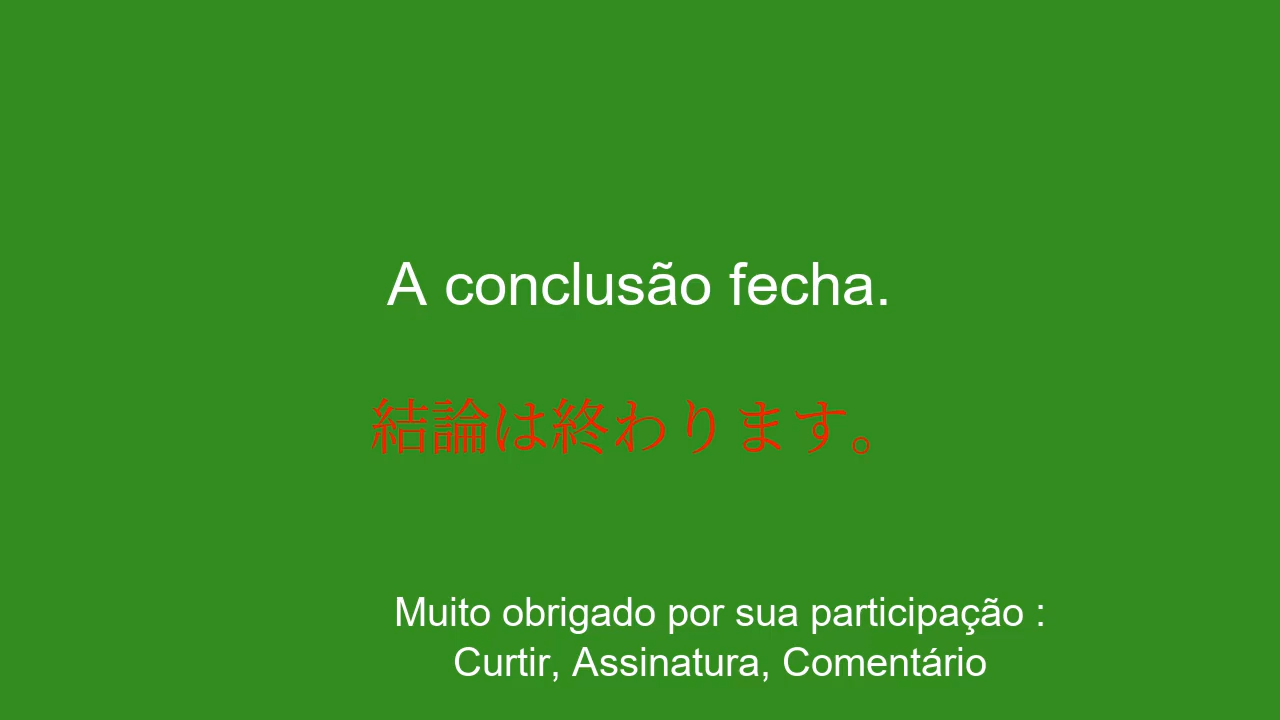 A conclusão fecha.
結論は終わります。
Muito obrigado por sua participação :
Curtir, Assinatura, Comentário